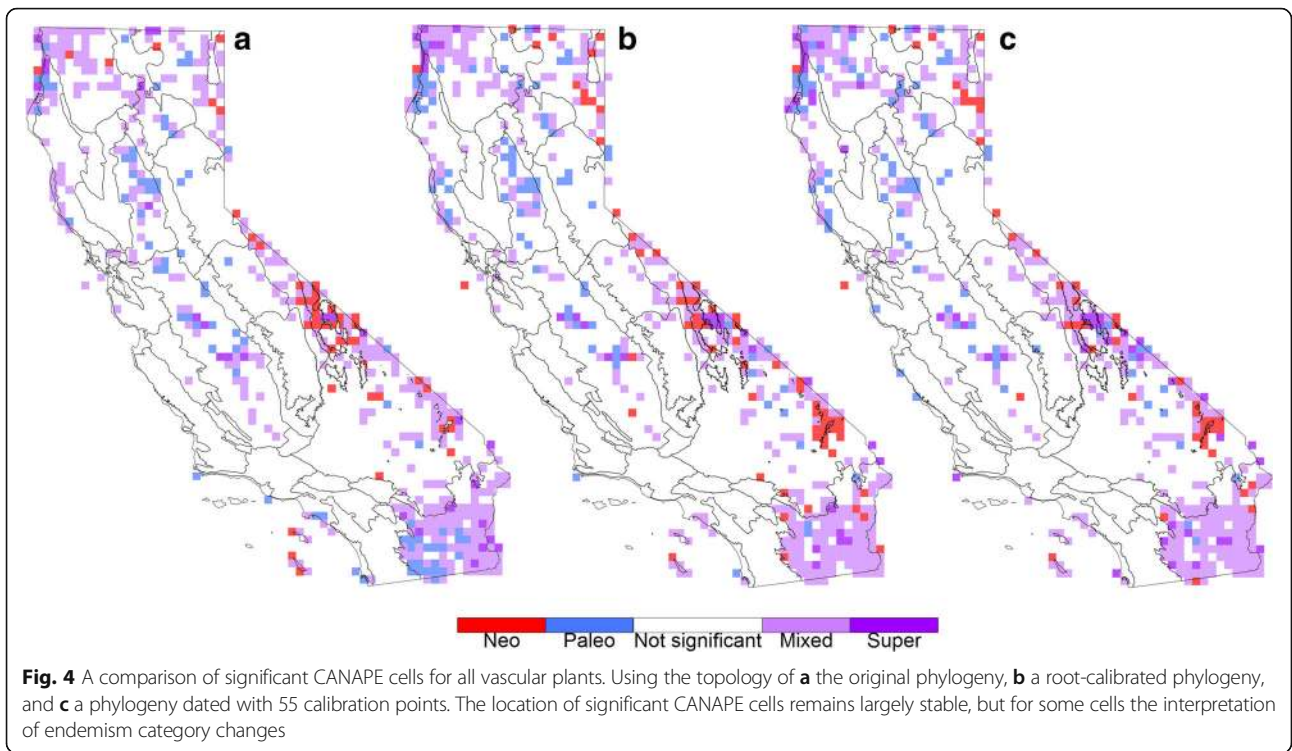 a b c
Neo Paleo Not significant Mixed Super
Fig. 4 A comparison of significant CANAPE cells for all vascular plants. Using the topology of a the original phylogeny, b a root-calibrated phylogeny,
and c a phylogeny dated with 55 calibration points. The location of significant CANAPE cells remains largely stable, but for some cells the interpretation
of endemism category changes